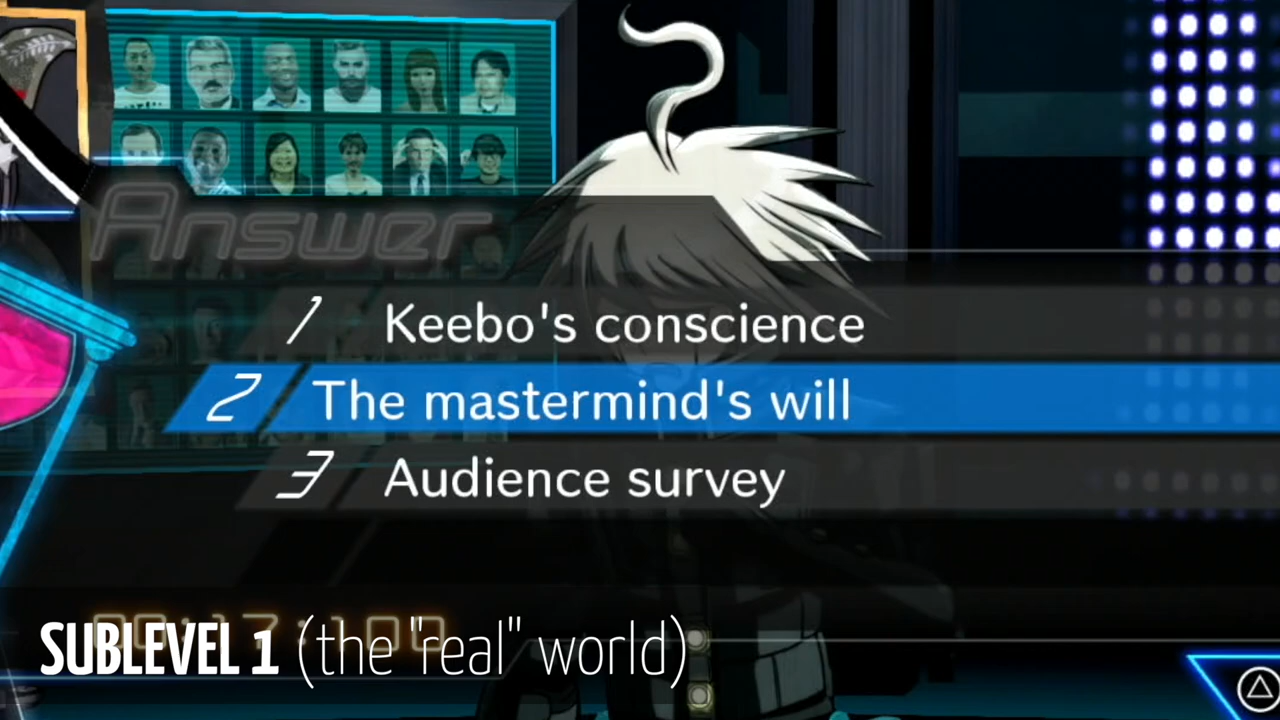 Answer
1 Keebo's conscience
2 The mastermind's will
3 Audience survey
SUBLEVEL 1 (the "real" world)